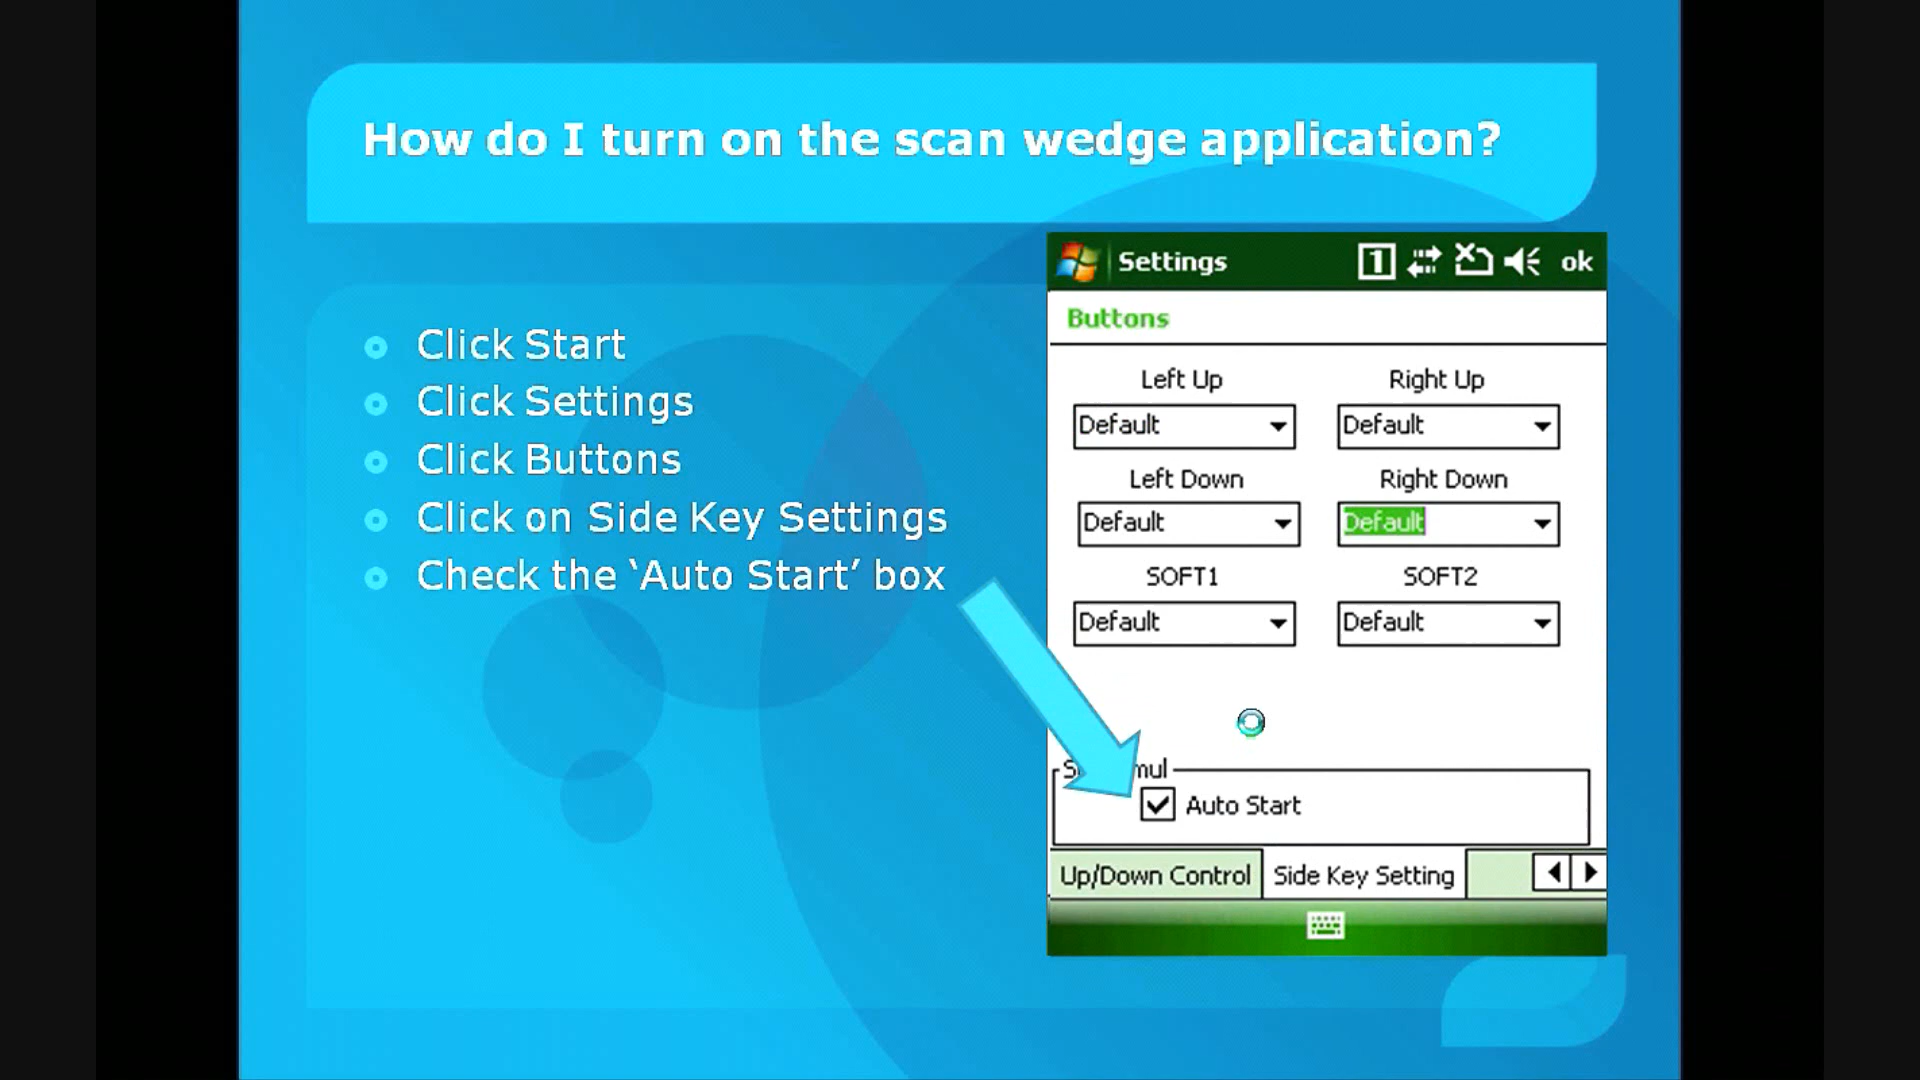 How do I turn on the scan wedge application?
Click Start
Click Settings
Click Buttons
Click on Side Key Settings
Check the ‘Auto Start’ box
Settings 1 ok
Buttons
Left Up Right Up
Default Default
Left Down Right Down
Default Default
SOFT1 SOFT2
Default Default
Auto Start
Up/Down Control Side Key Setting